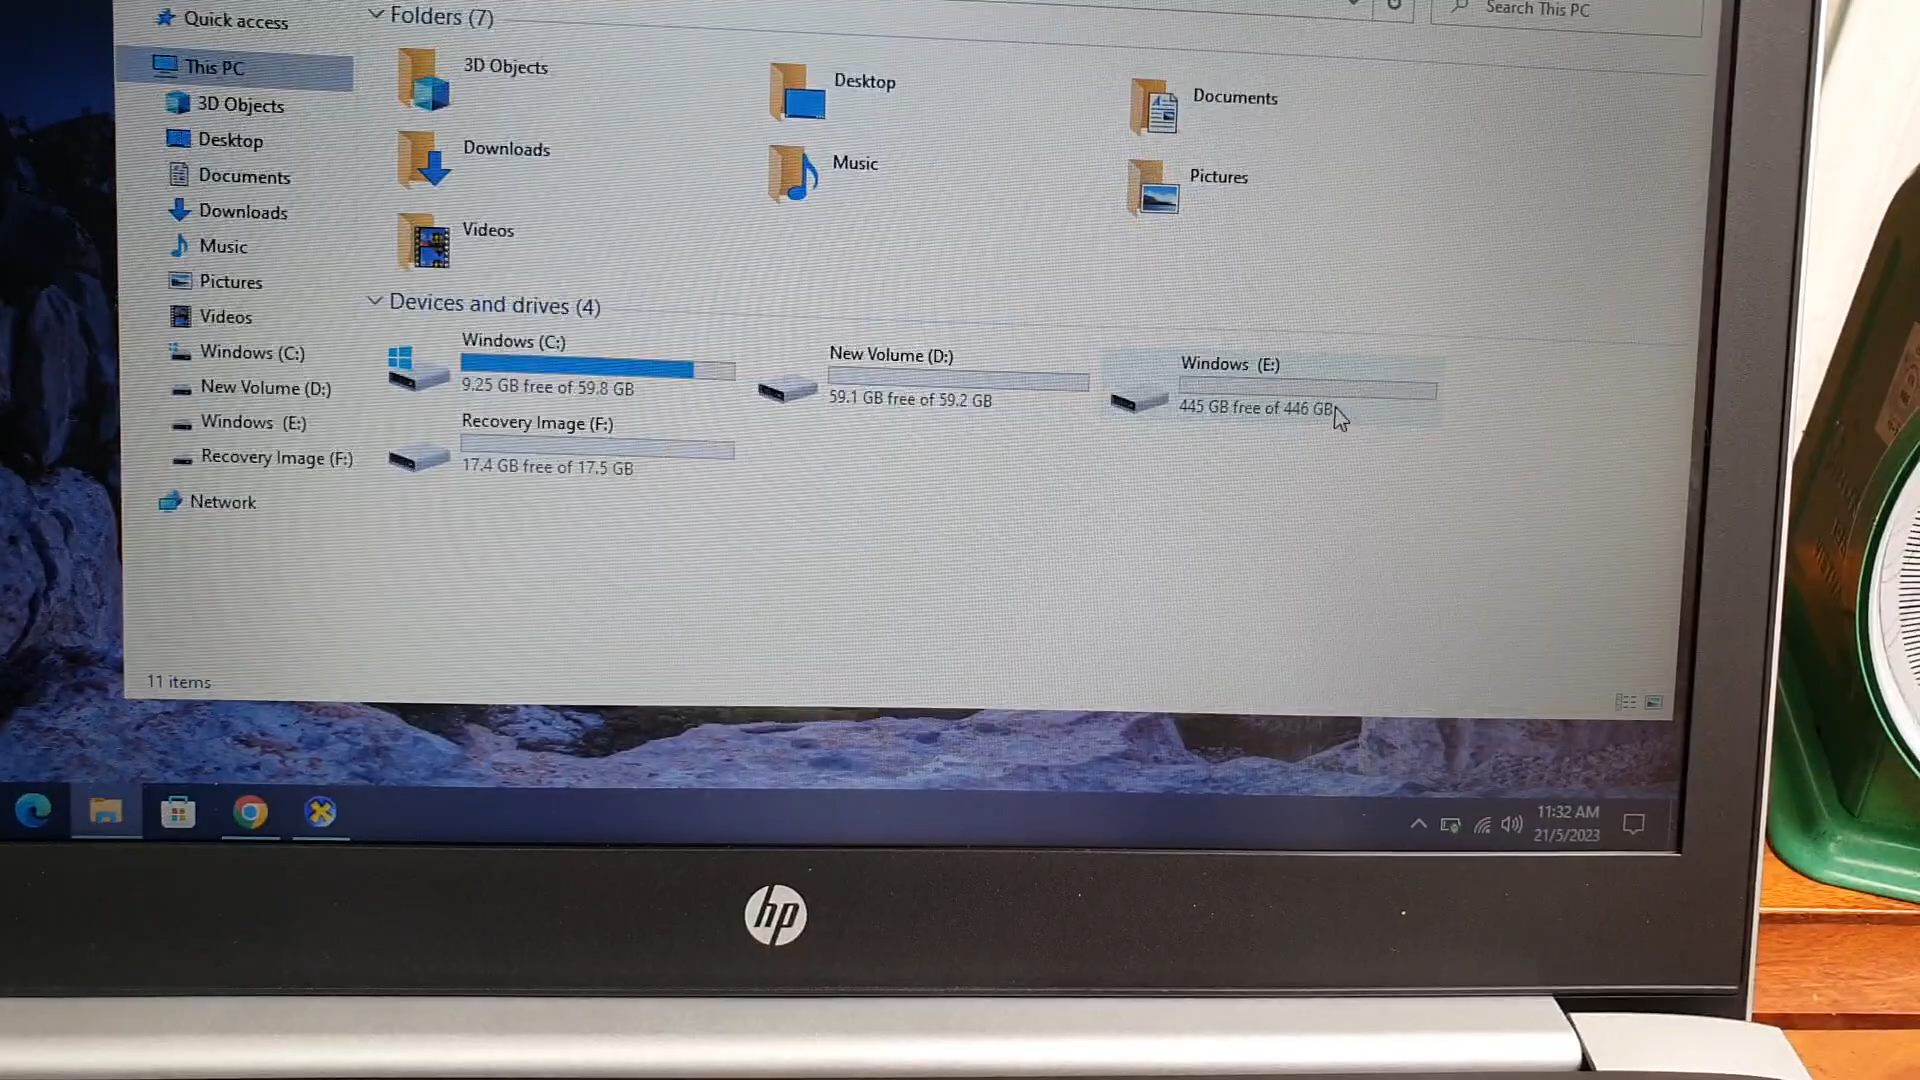 Quick access
This PC
3D Objects
Desktop
Documents
Downloads
Music
Pictures
Videos
Windows (C:)
New Volume (D:)
Windows (E:)
Recovery Image (F:)
Network
11 items
Search This PC
Folders (7)
3D Objects
Desktop
Documents
Downloads
Music
Pictures
Videos
Devices and drives (4)
Windows (C:)
9.25 GB free of 59.8 GB
New Volume (D:)
59.1 GB free of 59.2 GB
Windows (E:)
445 GB free of 446 GB
Recovery Image (F:)
17.4 GB free of 17.5 GB
11:32 AM
21/5/2023
hp